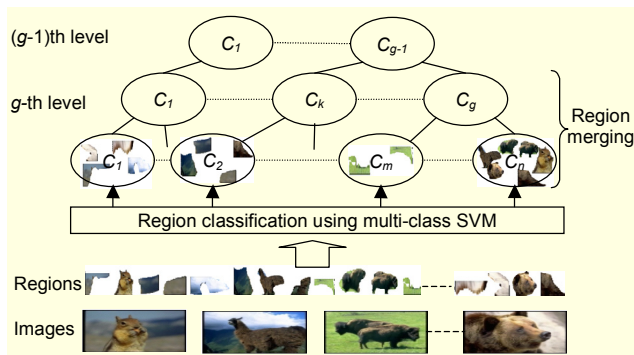 (g-1)th level
C1
Cg-1
g-th level
C1
Ck
Cg
Region merging
C1
C2
Cm
Cn
Region classification using multi-class SVM
Regions
Images